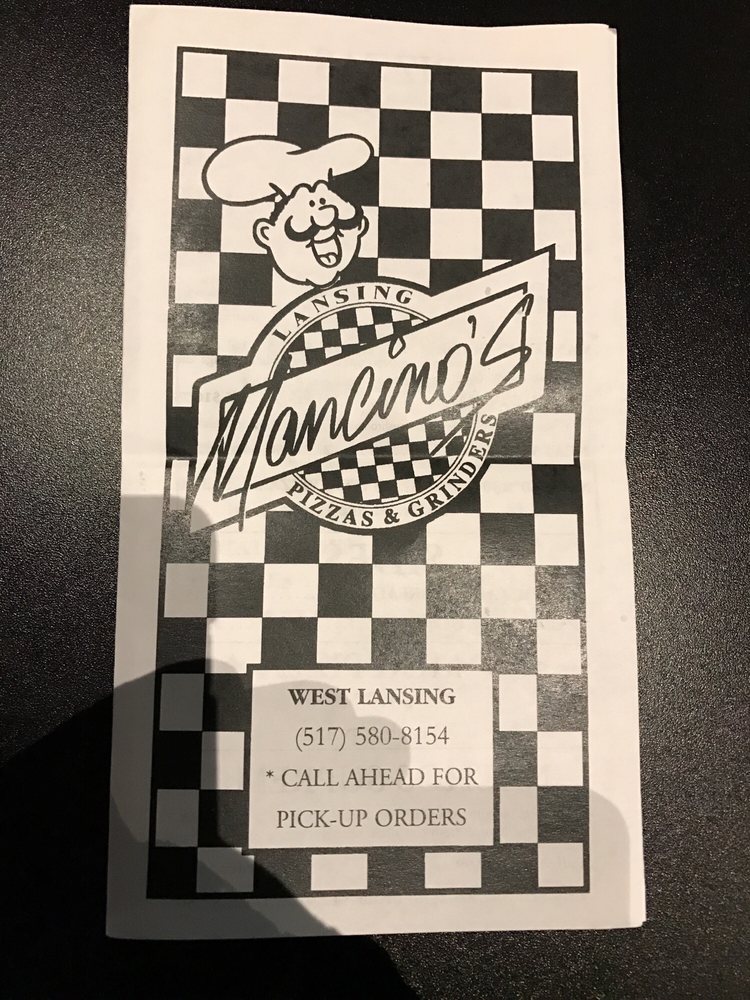 LANSING
Mancino's
PIZZAS & GRINDERS
WEST LANSING
(517) 580-8154
* CALL AHEAD FOR
PICK-UP ORDERS